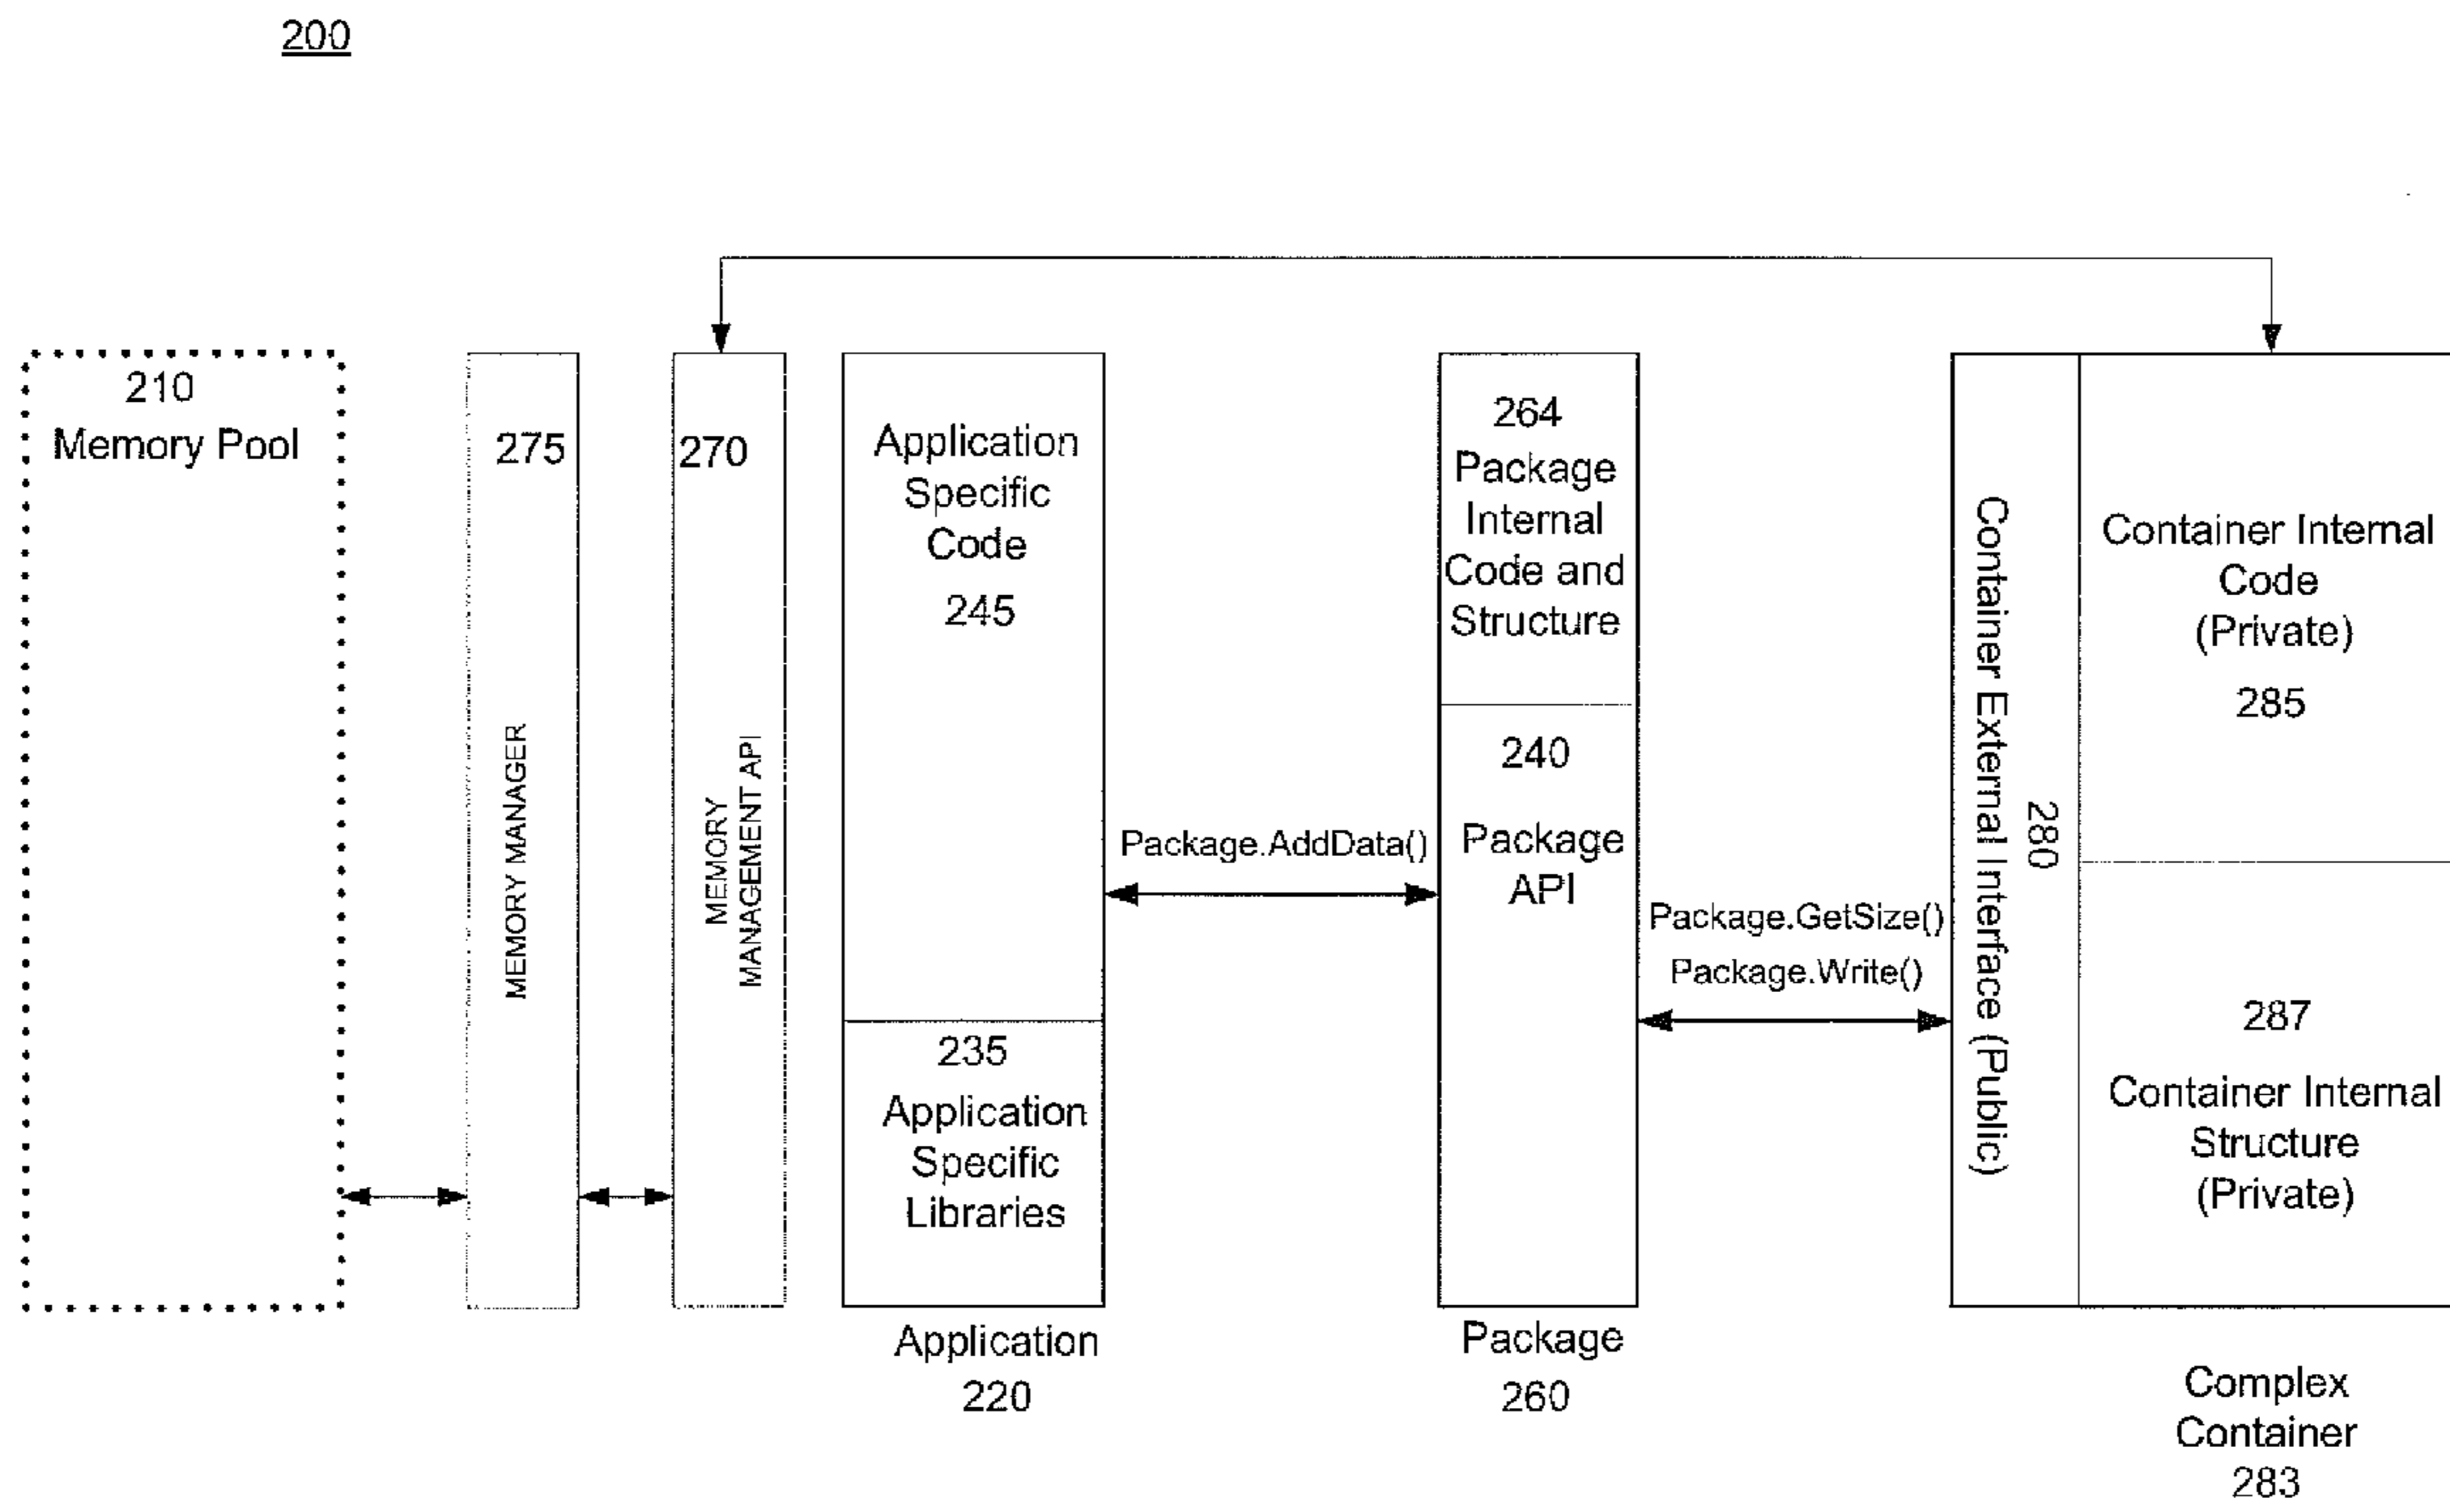 200
210
Memory Pool
275
MEMORY MANAGER
270
MEMORY
MANAGEMENT API
Application
Specific
Code
245
235
Application
Specific
Libraries
Application
220
Package.AddData()
264
Package
Internal
Code and
Structure
240
Package
API
Package
260
Package.GetSize()
Package.Write()
Container External Interface (Public)
280
Container Internal
Code
(Private)
285
287
Container Internal
Structure
(Private)
Complex
Container
283